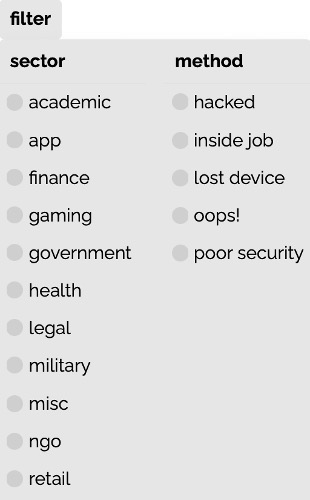 filter
sector
academic
app
finance
gaming
government
health
legal
military
misc
ngo
retail
method
hacked
inside job
lost device
oops!
poor security